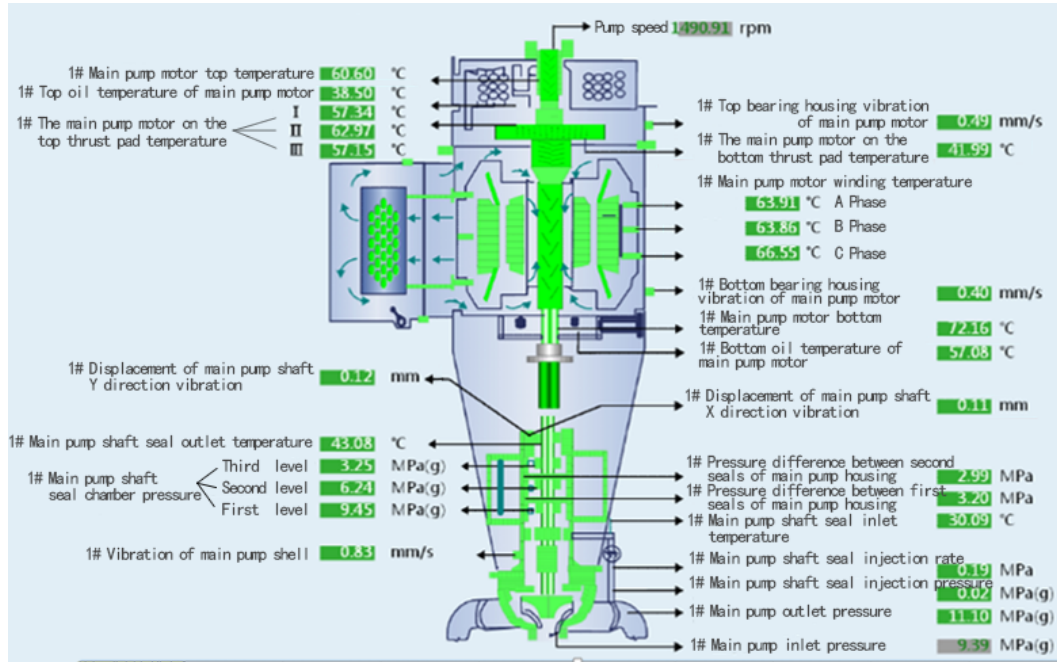 Pump speed 1490.91 rpm
1# Main pump motor top temperature 60.60 °C
1# Top oil temperature of main pump motor 38.50 °C
1# The main pump motor on the
top thrust pad temperature
I 57.34 °C
II 62.97 °C
III 57.15 °C
1# Top bearing housing vibration
of main pump motor 0.49 mm/s
1# The main pump motor on the
bottom thrust pad temperature 41.99 °C
1# Main pump motor winding temperature
63.91 °C A Phase
63.86 °C B Phase
66.55 °C C Phase
1# Bottom bearing housing
vibration of main pump motor 0.40 mm/s
1# Main pump motor bottom
temperature 72.16 °C
1# Bottom oil temperature of
main pump motor 57.08 °C
1# Displacement of main pump shaft
Y direction vibration 0.12 mm
1# Displacement of main pump shaft
X direction vibration 0.11 mm
1# Main pump shaft seal outlet temperature 43.08 °C
1# Main pump shaft
seal chamber pressure
Third level 3.25 MPa(g)
Second level 6.24 MPa(g)
First level 9.45 MPa(g)
1# Vibration of main pump shell 0.83 mm/s
1# Pressure difference between second
seals of main pump housing 2.99 MPa
1# Pressure difference between first
seals of main pump housing 3.20 MPa
1# Main pump shaft seal inlet
temperature 30.09 °C
1# Main pump shaft seal injection rate 0.19 MPa
1# Main pump shaft seal injection pressure 0.02 MPa(g)
1# Main pump outlet pressure 11.10 MPa(g)
1# Main pump inlet pressure 9.39 MPa(g)